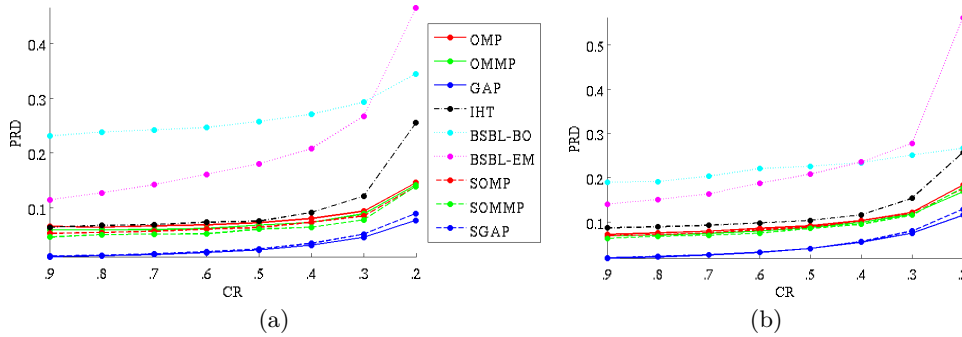 0.4
0.3
0.2
0.1
PRD
.9 .8 .7 .6 .5 .4 .3 .2
CR
(a)
OMP
OMMP
GAP
IHT
BSBL-BO
BSBL-EM
SOMP
SOMMP
SGAP
0.5
0.4
0.3
0.2
0.1
PRD
.9 .8 .7 .6 .5 .4 .3
CR
(b)